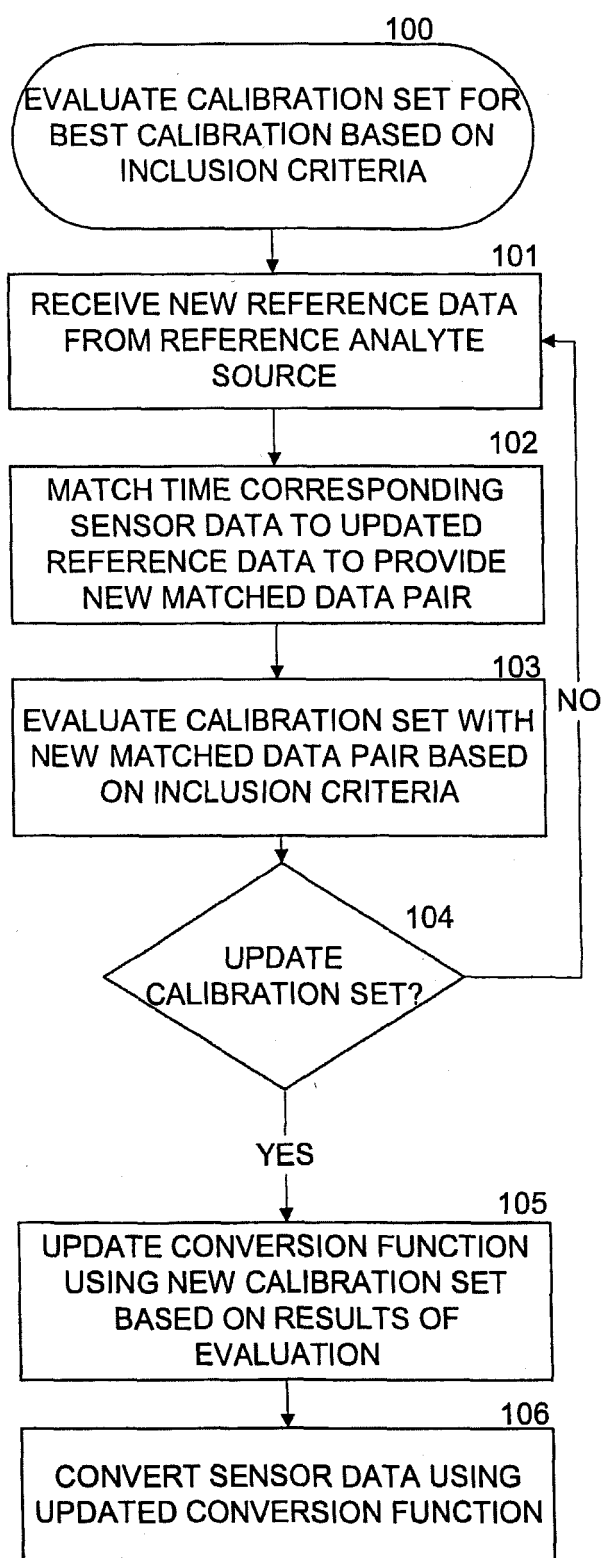 100
EVALUATE CALIBRATION SET FOR
BEST CALIBRATION BASED ON
INCLUSION CRITERIA
101
RECEIVE NEW REFERENCE DATA
FROM REFERENCE ANALYTE
SOURCE
102
MATCH TIME CORRESPONDING
SENSOR DATA TO UPDATED
REFERENCE DATA TO PROVIDE
NEW MATCHED DATA PAIR
103
EVALUATE CALIBRATION SET WITH
NEW MATCHED DATA PAIR BASED
ON INCLUSION CRITERIA
NO
104
UPDATE
CALIBRATION SET?
YES
105
UPDATE CONVERSION FUNCTION
USING NEW CALIBRATION SET
BASED ON RESULTS OF
EVALUATION
106
CONVERT SENSOR DATA USING
UPDATED CONVERSION FUNCTION